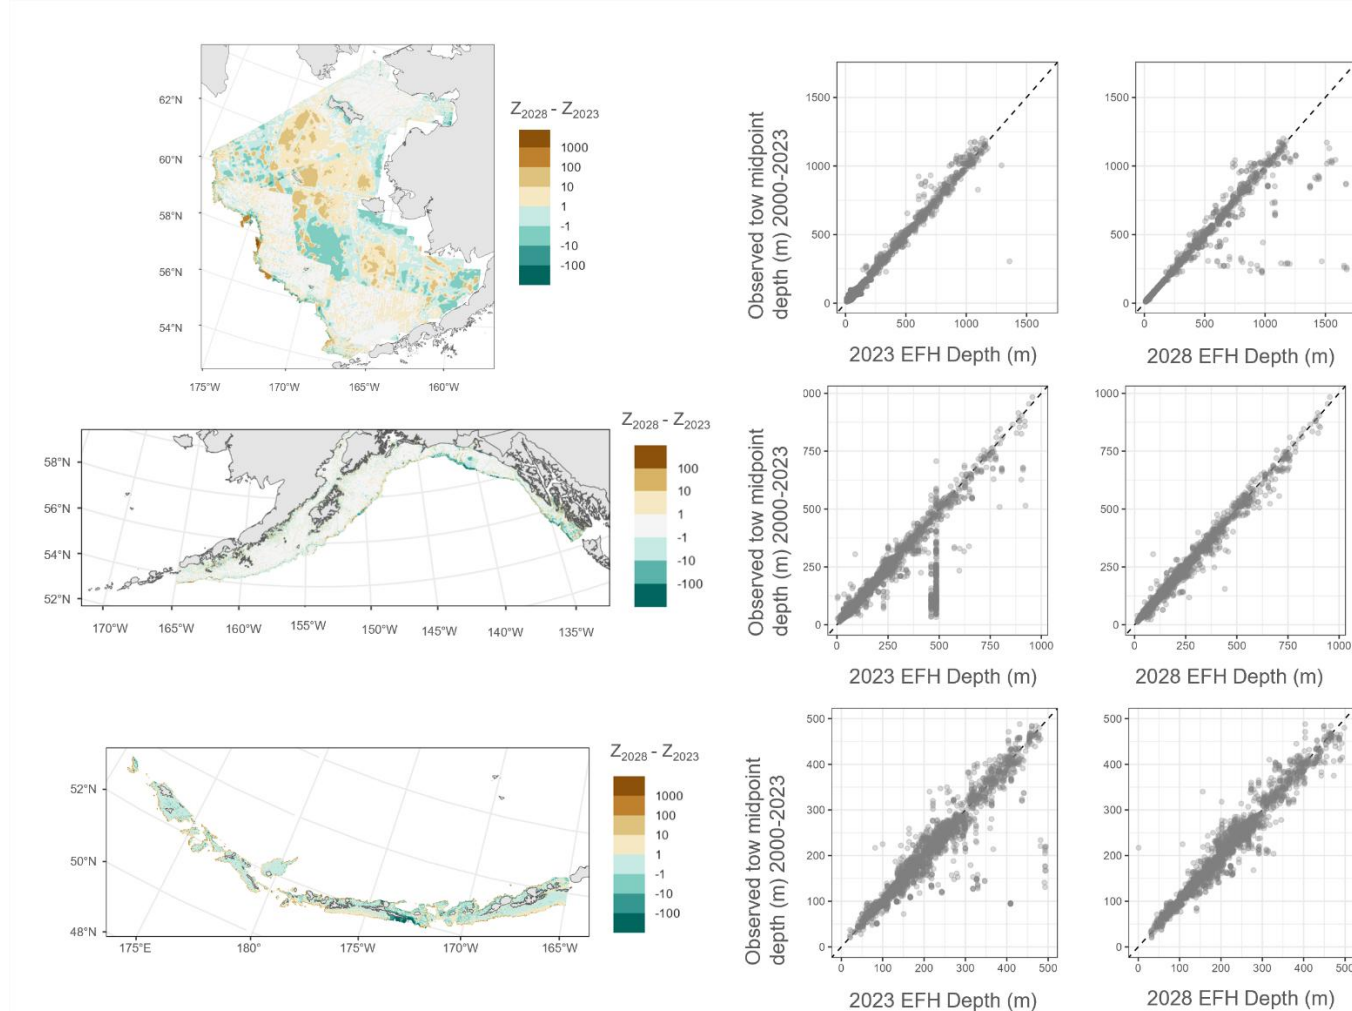 Z2028 - Z2023
1000
100
10
1
-1
-10
-100
62°N
60°N
58°N
56°N
54°N
175°W
170°W
165°W
160°W
Observed tow midpoint
depth (m) 2000-2023
1500
1000
500
0
0
500
1000
1500
2023 EFH Depth (m)
1500
1000
500
0
0
500
1000
1500
2028 EFH Depth (m)
Z2028 - Z2023
100
10
1
-1
-10
-100
58°N
56°N
54°N
52°N
170°W
165°W
160°W
155°W
150°W
145°W
140°W
135°W
Observed tow midpoint
depth (m) 2000-2023
000
750
500
250
0
0
250
500
750
1000
2023 EFH Depth (m)
1000
750
500
250
0
0
250
500
750
1000
2028 EFH Depth (m)
Z2028 - Z2023
1000
100
10
1
-1
-10
-100
52°N
50°N
48°N
175°E
180°
175°W
170°W
165°W
Observed tow midpoint
depth (m) 2000-2023
500
400
300
200
100
0
0
100
200
300
400
500
2023 EFH Depth (m)
500
400
300
200
100
0
0
100
200
300
400
500
2028 EFH Depth (m)